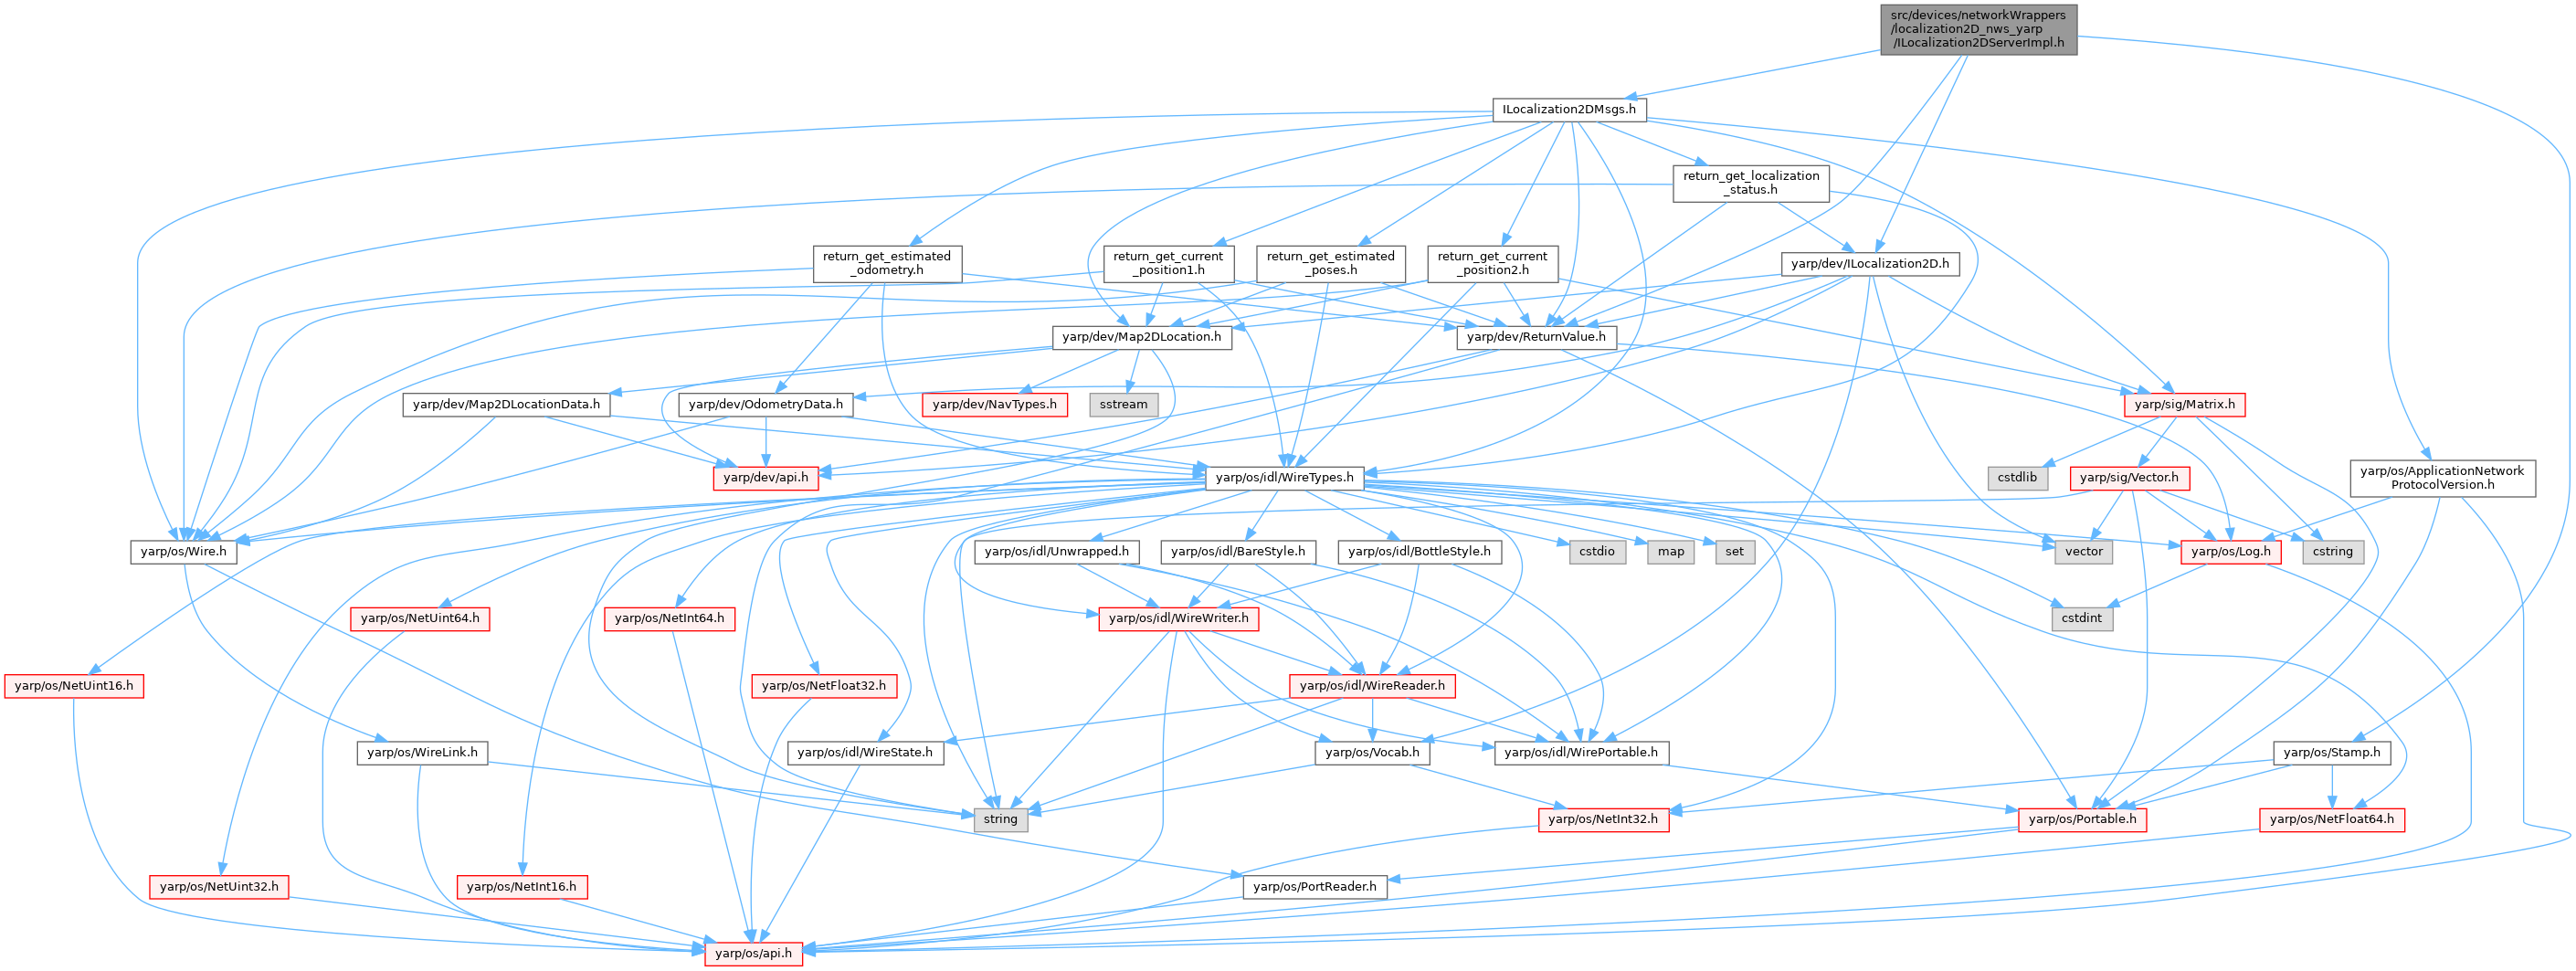 src/devices/networkWrappers
/localization2D_nws_yarp
/ILocalization2DServerImpl.h
ILocalization2DMsgs.h
return_get_localization
_status.h
return_get_estimated
_odometry.h
return_get_current
_position1.h
return_get_estimated
_poses.h
return_get_current
_position2.h
yarp/dev/ILocalization2D.h
yarp/dev/Map2DLocation.h
yarp/dev/ReturnValue.h
yarp/dev/Map2DLocationData.h
yarp/dev/OdometryData.h
yarp/dev/NavTypes.h
sstream
yarp/sig/Matrix.h
yarp/dev/api.h
yarp/os/idl/WireTypes.h
cstdlib
yarp/sig/Vector.h
yarp/os/ApplicationNetwork
ProtocolVersion.h
yarp/os/Wire.h
yarp/os/idl/Unwrapped.h
yarp/os/idl/BareStyle.h
yarp/os/idl/BottleStyle.h
cstdio
map
set
vector
yarp/os/Log.h
cstring
yarp/os/NetUint64.h
yarp/os/NetInt64.h
yarp/os/idl/WireWriter.h
cstdint
yarp/os/NetUint16.h
yarp/os/NetFloat32.h
yarp/os/idl/WireReader.h
yarp/os/WireLink.h
yarp/os/idl/WireState.h
yarp/os/Vocab.h
yarp/os/idl/WirePortable.h
yarp/os/Stamp.h
string
yarp/os/NetInt32.h
yarp/os/Portable.h
yarp/os/NetFloat64.h
yarp/os/NetUint32.h
yarp/os/NetInt16.h
yarp/os/PortReader.h
yarp/os/api.h